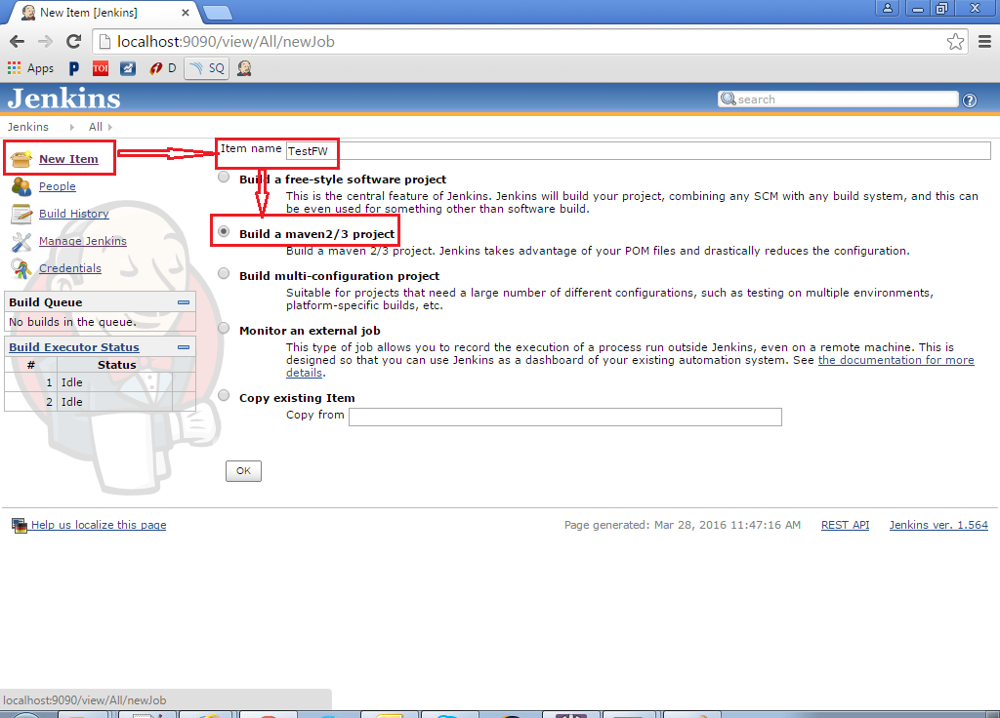 New Item [Jenkins]
localhost:9090/view/All/newJob
Apps P TOI D SQ
Jenkins
search
?
Jenkins All
New Item
People
Build History
Manage Jenkins
Credentials
Build Queue
No builds in the queue.
Build Executor Status
# Status
1 Idle
2 Idle
Item name TestFW
Build a free-style software project
This is the central feature of Jenkins. Jenkins will build your project, combining any SCM with any build system, and this can
be even used for something other than software build.
Build a maven2/3 project
Build a maven 2/3 project. Jenkins takes advantage of your POM files and drastically reduces the configuration.
Build multi-configuration project
Suitable for projects that need a large number of different configurations, such as testing on multiple environments,
platform-specific builds, etc.
Monitor an external job
This type of job allows you to record the execution of a process run outside Jenkins, even on a remote machine. This is
designed so that you can use Jenkins as a dashboard of your existing automation system. See the documentation for more
details.
Copy existing Item
Copy from
OK
Help us localize this page
Page generated: Mar 28, 2016 11:47:16 AM REST API Jenkins ver. 1.564
localhost:9090/view/All/newJob